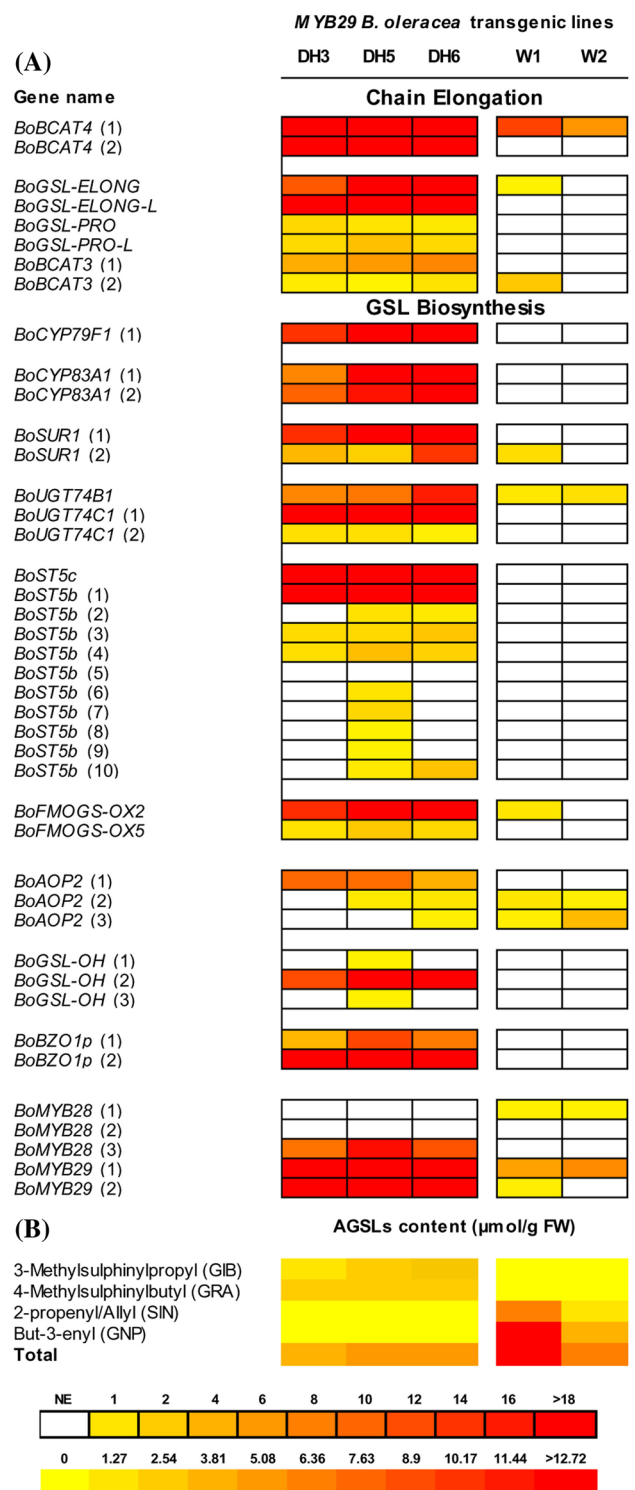 MYB29 B. oleracea transgenic lines
(A) DH3 DH5 DH6 W1 W2
Gene name Chain Elongation
BoBCAT4 (1)
BoBCAT4 (2)
BoGSL-ELONG
BoGSL-ELONG-L
BoGSL-PRO
BoGSL-PRO-L
BoBCAT3 (1)
BoBCAT3 (2)
GSL Biosynthesis
BoCYP79F1 (1)
BoCYP83A1 (1)
BoCYP83A1 (2)
BoSUR1 (1)
BoSUR1 (2)
BoUGT74B1
BoUGT74C1 (1)
BoUGT74C1 (2)
BoST5c
BoST5b (1)
BoST5b (2)
BoST5b (3)
BoST5b (4)
BoST5b (5)
BoST5b (6)
BoST5b (7)
BoST5b (8)
BoST5b (9)
BoST5b (10)
BoFMOGS-OX2
BoFMOGS-OX5
BoAOP2 (1)
BoAOP2 (2)
BoAOP2 (3)
BoGSL-OH (1)
BoGSL-OH (2)
BoGSL-OH (3)
BoBZO1p (1)
BoBZO1p (2)
BoMYB28 (1)
BoMYB28 (2)
BoMYB28 (3)
BoMYB29 (1)
BoMYB29 (2)
(B) AGSLs content (µmol/g FW)
3-Methylsulphinylpropyl (GIB)
4-Methylsulphinylbutyl (GRA)
2-propenyl/Allyl (SIN)
But-3-enyl (GNP)
Total
NE 1 2 4 6 8 10 12 14 16 >18
0 1.27 2.54 3.81 5.08 6.36 7.63 8.9 10.17 11.44 >12.72